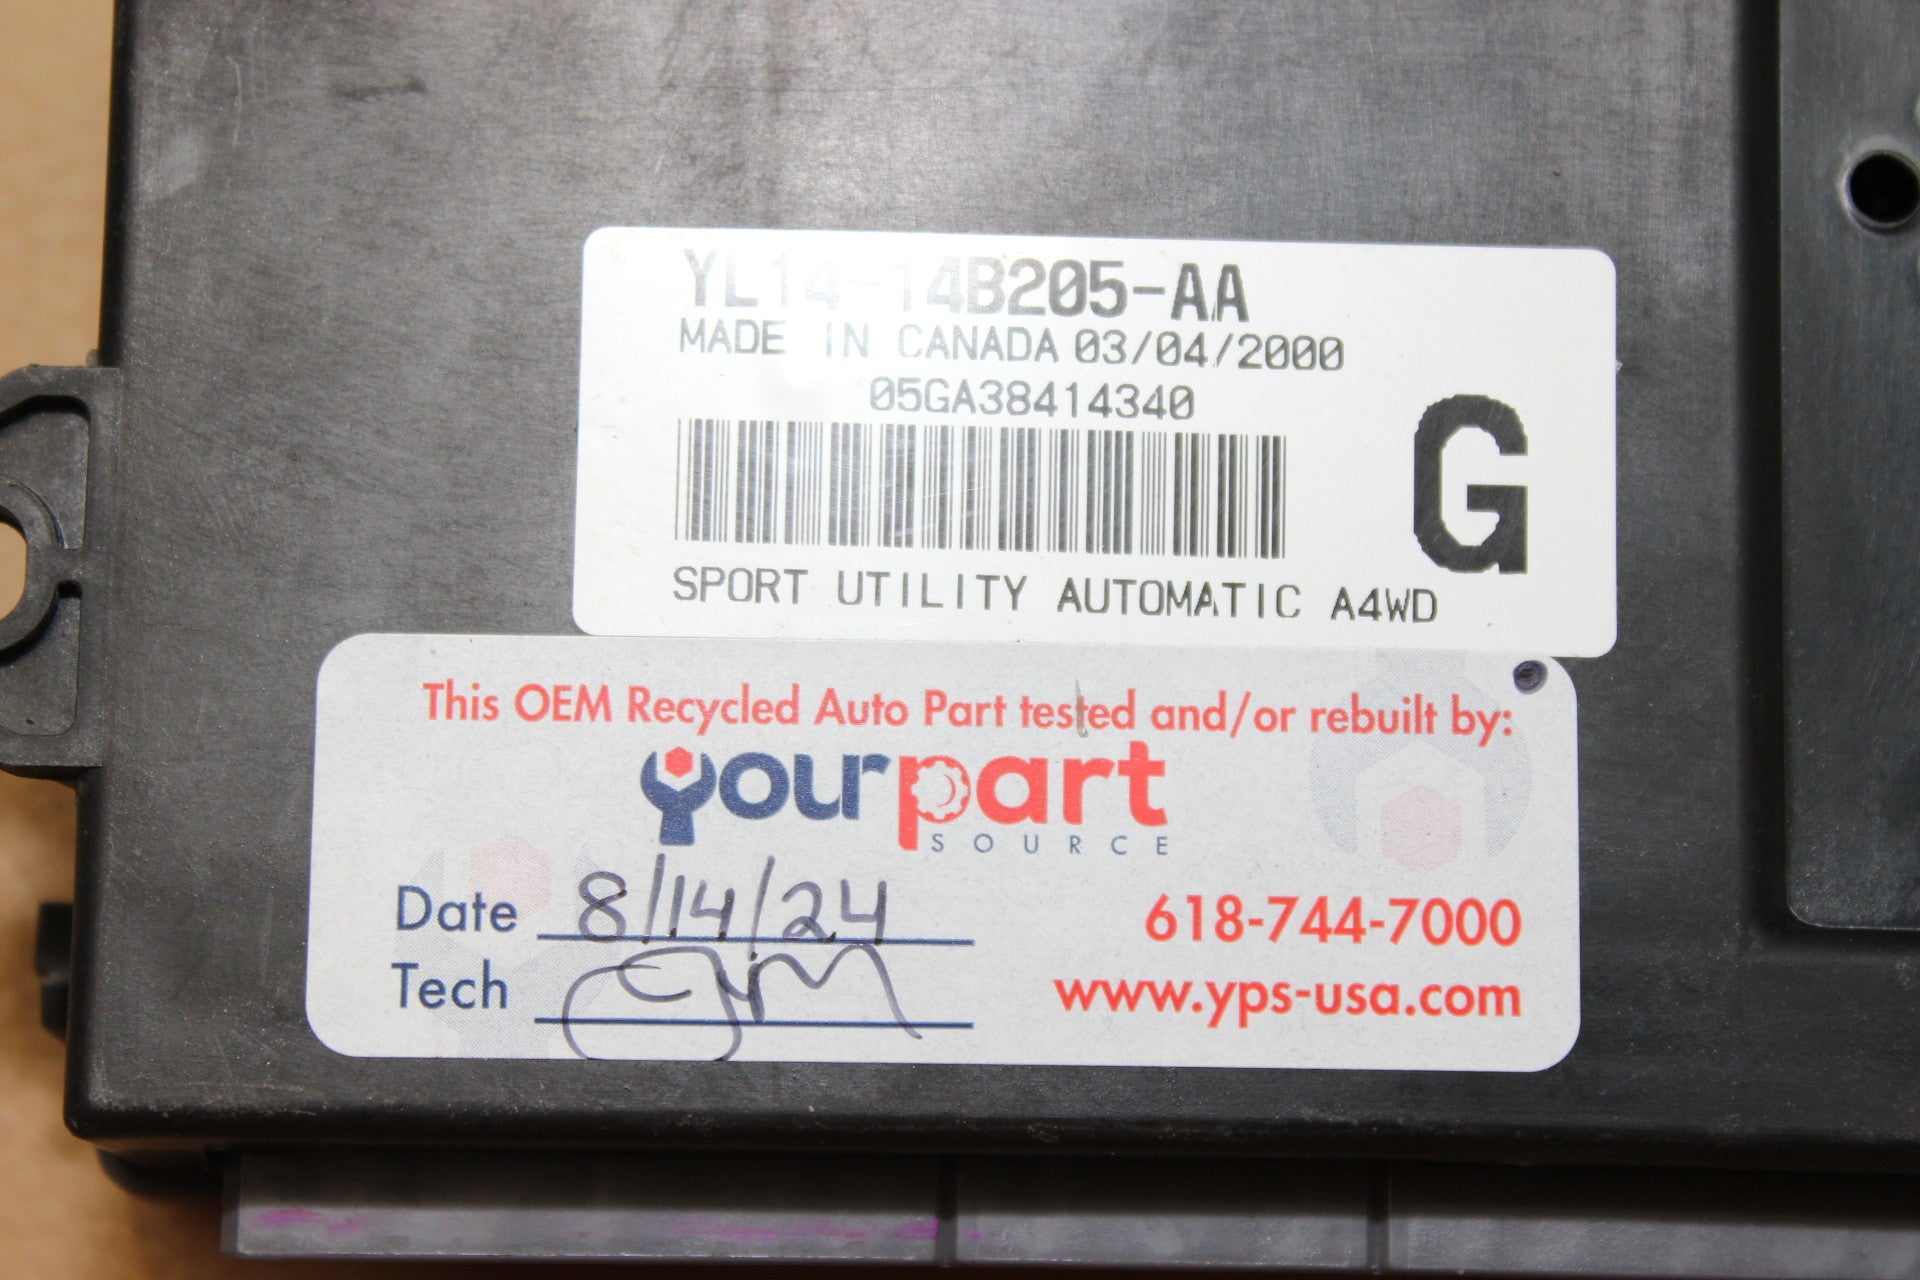 YL14-14B205-AA
MADE IN CANADA 03/04/2000
05GA38414340
G
SPORT UTILITY AUTOMATIC A4WD
This OEM Recycled Auto Part tested and/or rebuilt by:
yourpart
SOURCE
Date 8/14/24
618-744-7000
Tech
www.yps-usa.com